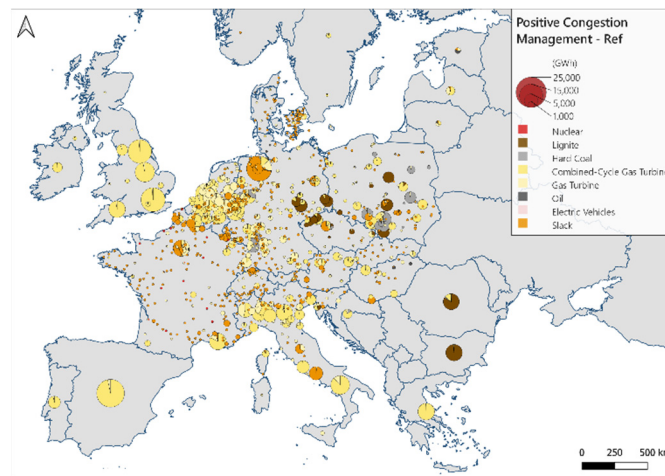 Positive Congestion
Management - Ref
(GWh)
25,000
15,000
5,000
1,000
Nuclear
Lignite
Hard Coal
Combined-Cycle Gas Turbine
Gas Turbine
Oil
Electric Vehicles
Slack
0 250 500 km